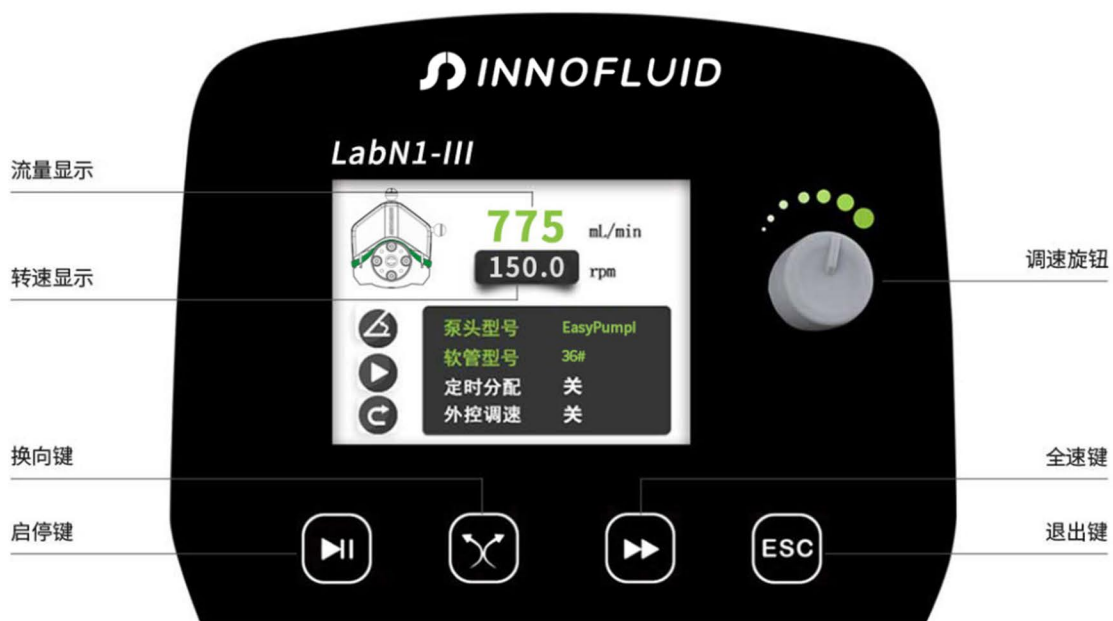 INNOFLUID
LabN1-III
流量显示
775 mL/min
转速显示
150.0 rpm
调速旋钮
泵头型号 EasyPumpl
软管型号 36#
定时分配 关
外控调速 关
换向键
全速键
启停键
退出键
ESC